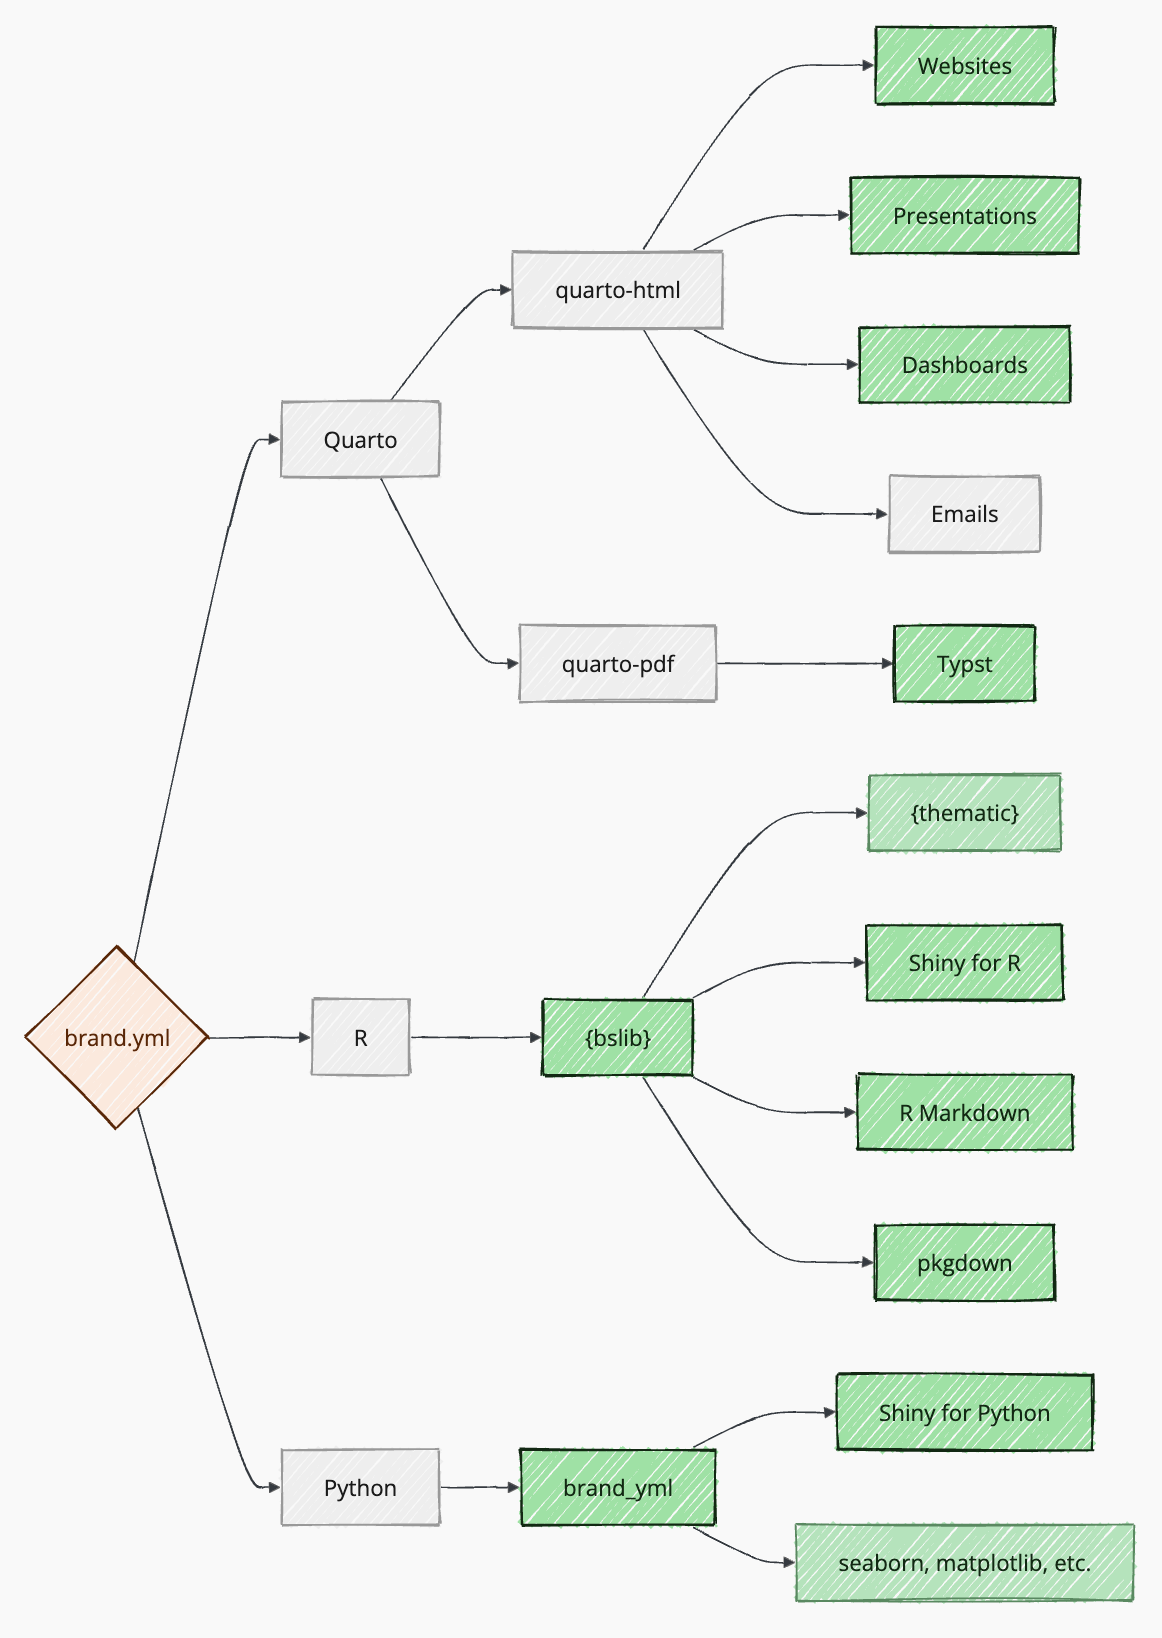 Websites
Presentations
quarto-html
Dashboards
Quarto
Emails
quarto-pdf
Typst
{thematic}
Shiny for R
brand.yml
R
{bslib}
R Markdown
pkgdown
Shiny for Python
Python
brand_yml
seaborn, matplotlib, etc.